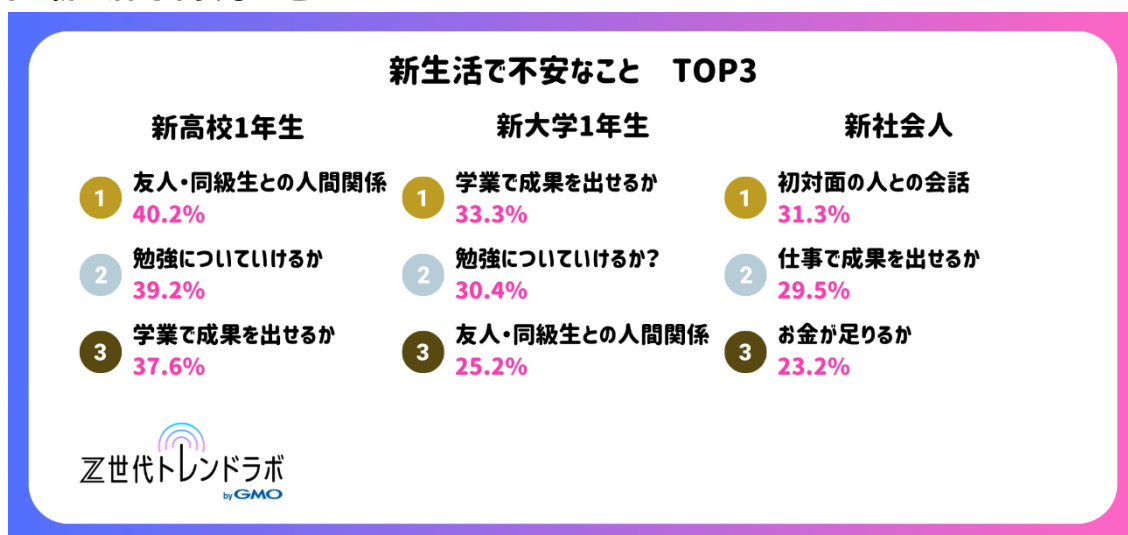 新生活で不安なこと TOP3
新高校1年生
1 友人・同級生との人間関係
40.2%
2 勉強についていけるか
39.2%
3 学業で成果を出せるか
37.6%
新大学1年生
1 学業で成果を出せるか
33.3%
2 勉強についていけるか?
30.4%
3 友人・同級生との人間関係
25.2%
新社会人
1 初対面の人との会話
31.3%
2 仕事で成果を出せるか
29.5%
3 お金が足りるか
23.2%
Z世代トレンドラボ
by GMO